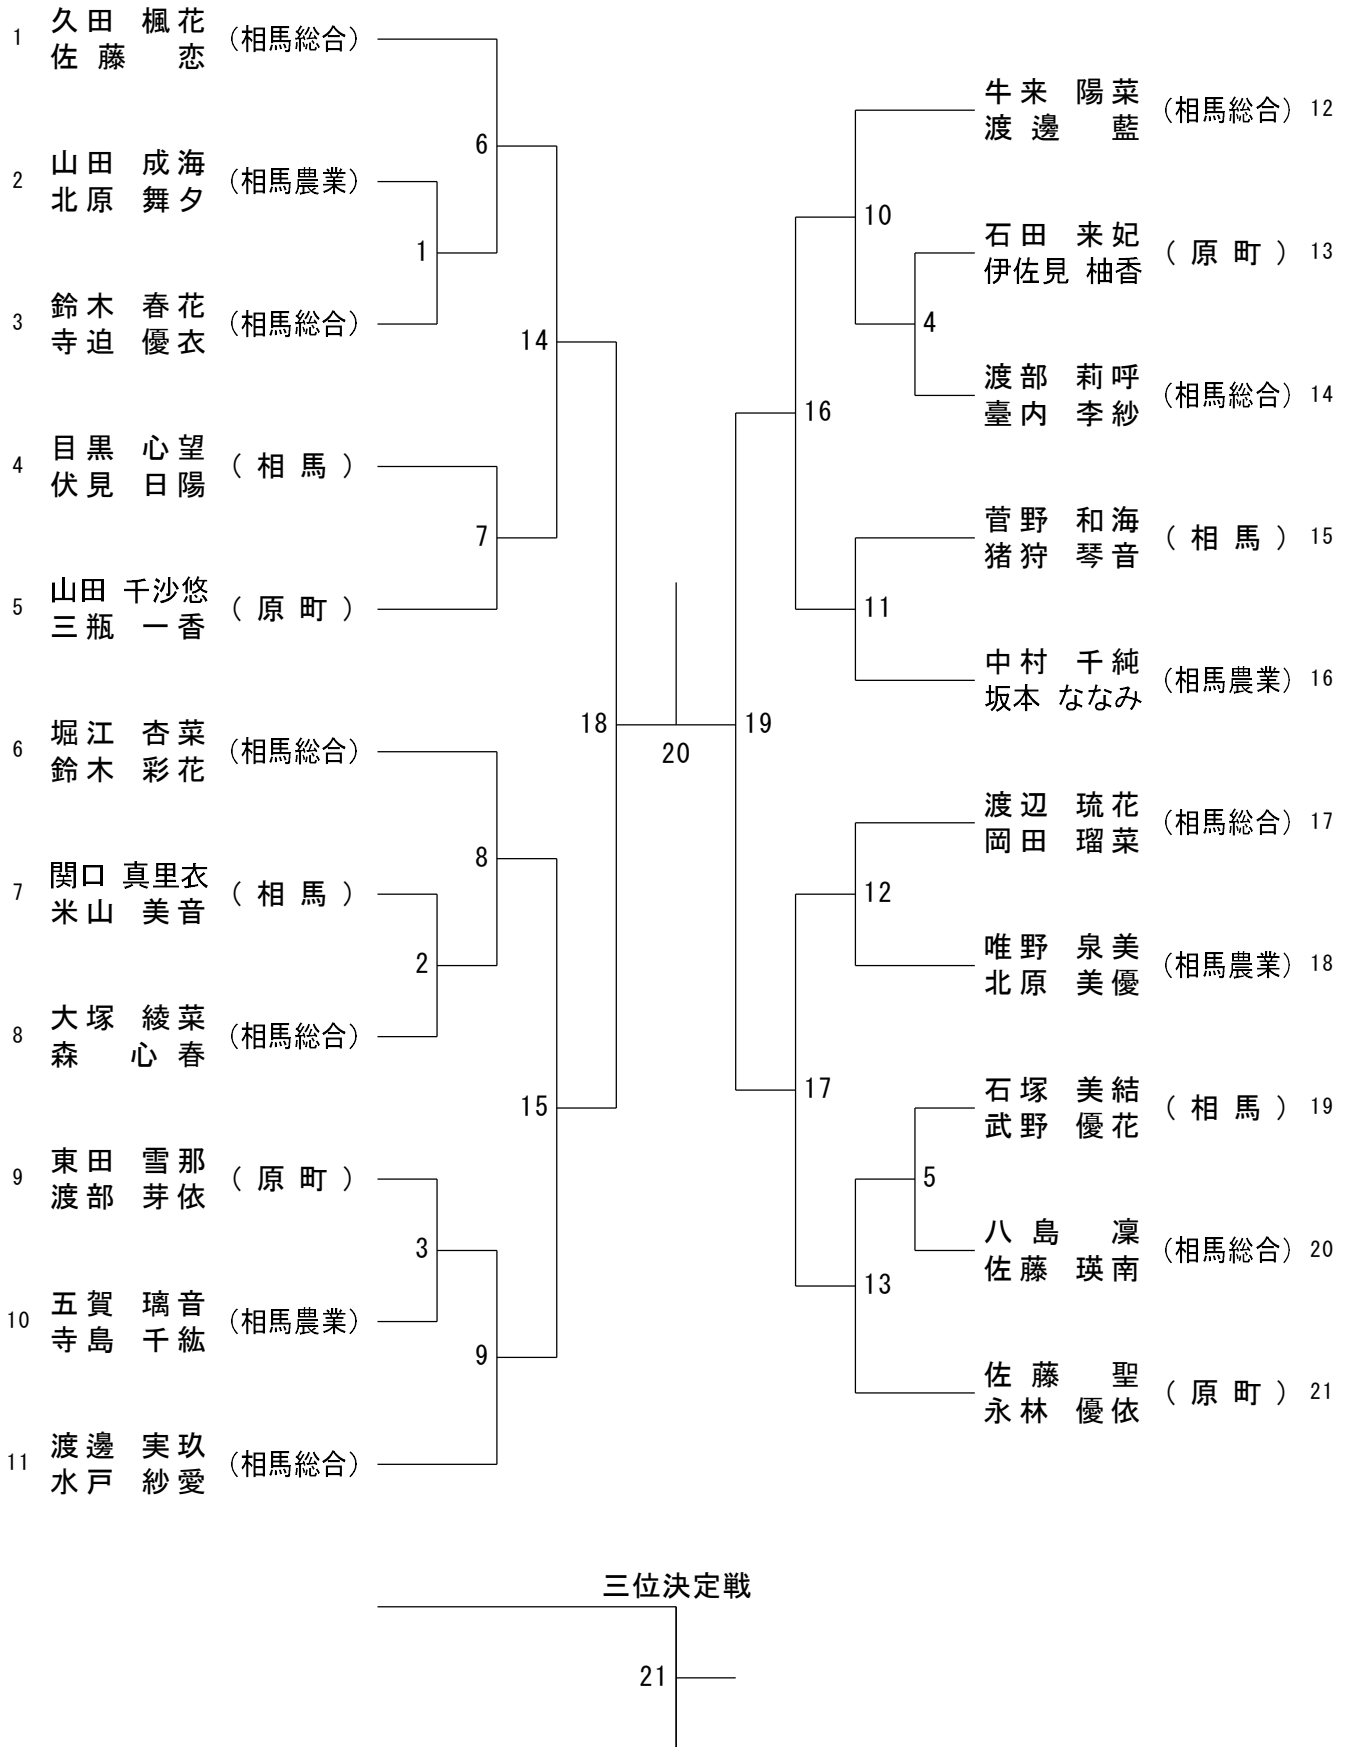 1 久田 楓花 (相馬総合)
佐藤 恋
2 山田 成海 (相馬農業)
北原 舞夕
3 鈴木 春花 (相馬総合)
寺迫 優衣
4 目黒 心望 (相馬)
伏見 日陽
5 山田 千沙悠 (原町)
三瓶 一香
6 堀江 杏菜 (相馬総合)
鈴木 彩花
7 関口 真里衣 (相馬)
米山 美音
8 大塚 綾菜 (相馬総合)
森 心春
9 東田 雪那 (原町)
渡部 芽依
10 五賀 璃音 (相馬農業)
寺島 千紘
11 渡邊 実玖 (相馬総合)
水戸 紗愛
6
1
14
7
18
8
2
15
3
9
20
19
10
4
16
11
12
17
5
13
牛来 陽菜 (相馬総合) 12
渡邊 藍
石田 来妃 (原町) 13
伊佐見 柚香
渡部 莉呼 (相馬総合) 14
臺内 李紗
菅野 和海 (相馬) 15
猪狩 琴音
中村 千純 (相馬農業) 16
坂本 ななみ
渡辺 琉花 (相馬総合) 17
岡田 瑠菜
唯野 泉美 (相馬農業) 18
北原 美優
石塚 美結 (相馬) 19
武野 優花
八島 凜 (相馬総合) 20
佐藤 瑛南
佐藤 聖 (原町) 21
永林 優依
三位決定戦
21